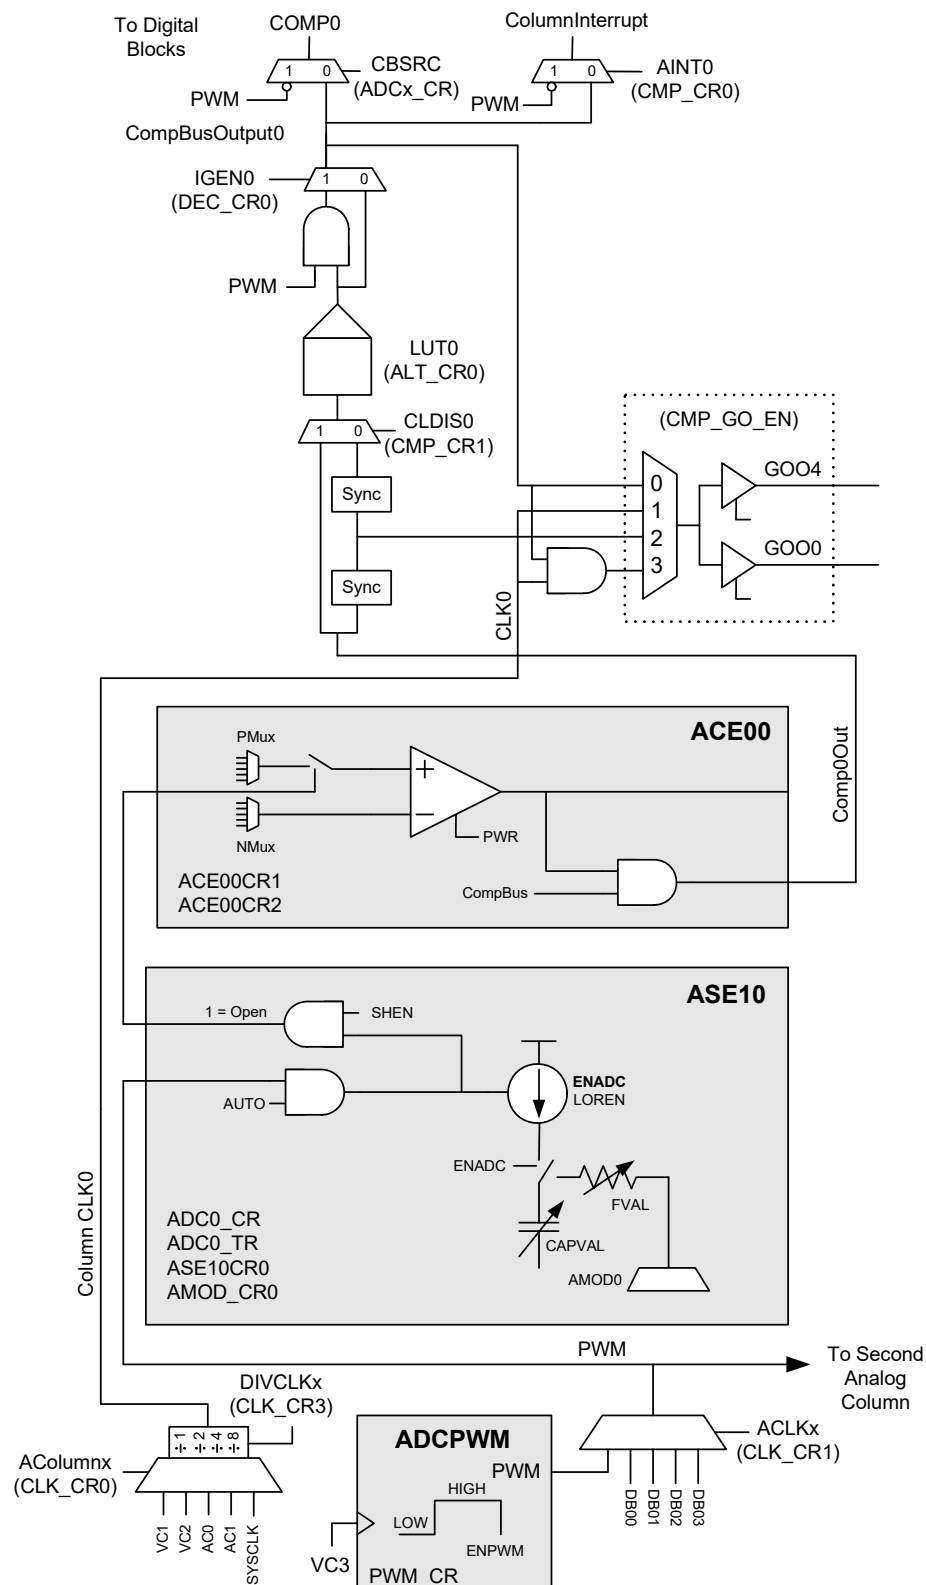 To Digital
Blocks
COMP0
ColumnInterrupt
1 0
CBSRC
(ADCx_CR)
PWM
1 0
AINT0
(CMP_CR0)
PWM
CompBusOutput0
IGEN0
(DEC_CR0)
1 0
PWM
LUT0
(ALT_CR0)
1 0
CLDIS0
(CMP_CR1)
Sync
Sync
(CMP_GO_EN)
0
1
2
3
GOO4
GOO0
CLK0
ACE00
PMux
NMux
+
−
PWR
CompBus
ACE00CR1
ACE00CR2
Comp0Out
ASE10
1 = Open
SHEN
AUTO
ENADC
LOREN
ENADC
FVAL
CAPVAL
AMOD0
ADC0_CR
ADC0_TR
ASE10CR0
AMOD_CR0
Column CLK0
PWM
To Second
Analog
Column
DIVCLKx
(CLK_CR3)
÷1
÷2
÷4
÷8
AColumnx
(CLK_CR0)
VC1
VC2
AC0
AC1
SYSCLK
ADCPWM
PWM
HIGH
LOW
ENPWM
VC3
PWM_CR
ACLKx
(CLK_CR1)
DB00
DB01
DB02
DB03